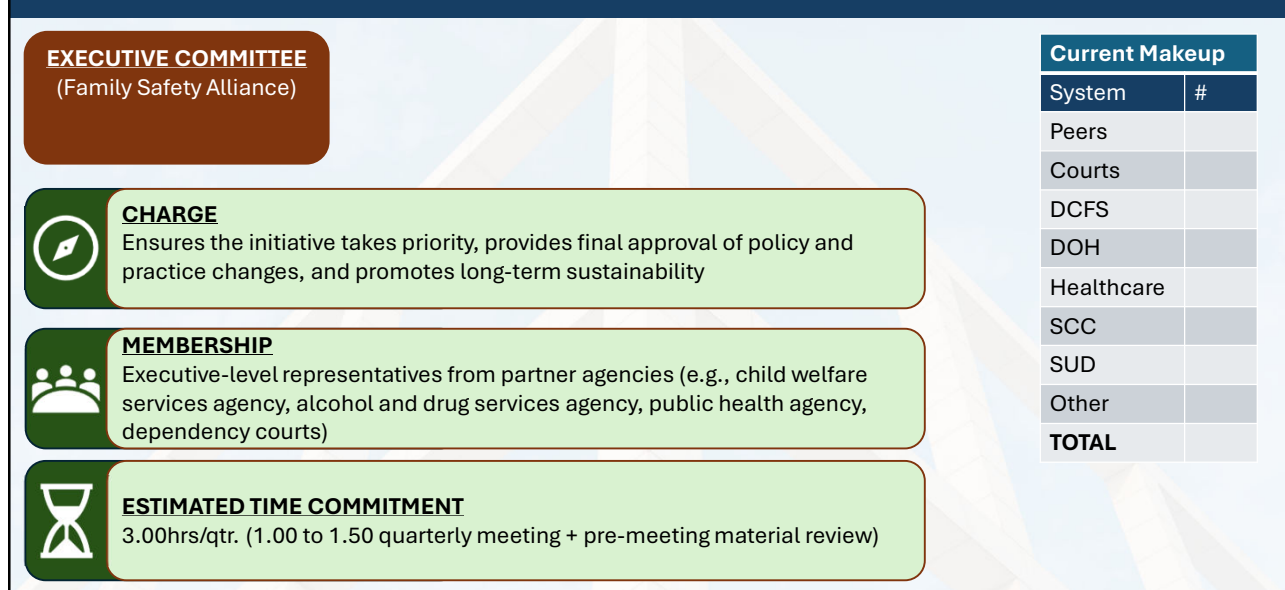 EXECUTIVE COMMITTEE
(Family Safety Alliance)
CHARGE
Ensures the initiative takes priority, provides final approval of policy and
practice changes, and promotes long-term sustainability
MEMBERSHIP
Executive-level representatives from partner agencies (e.g., child welfare
services agency, alcohol and drug services agency, public health agency,
dependency courts)
ESTIMATED TIME COMMITMENT
3.00hrs/qtr. (1.00 to 1.50 quarterly meeting + pre-meeting material review)
Current Makeup
System #
Peers
Courts
DCFS
DOH
Healthcare
SCC
SUD
Other
TOTAL